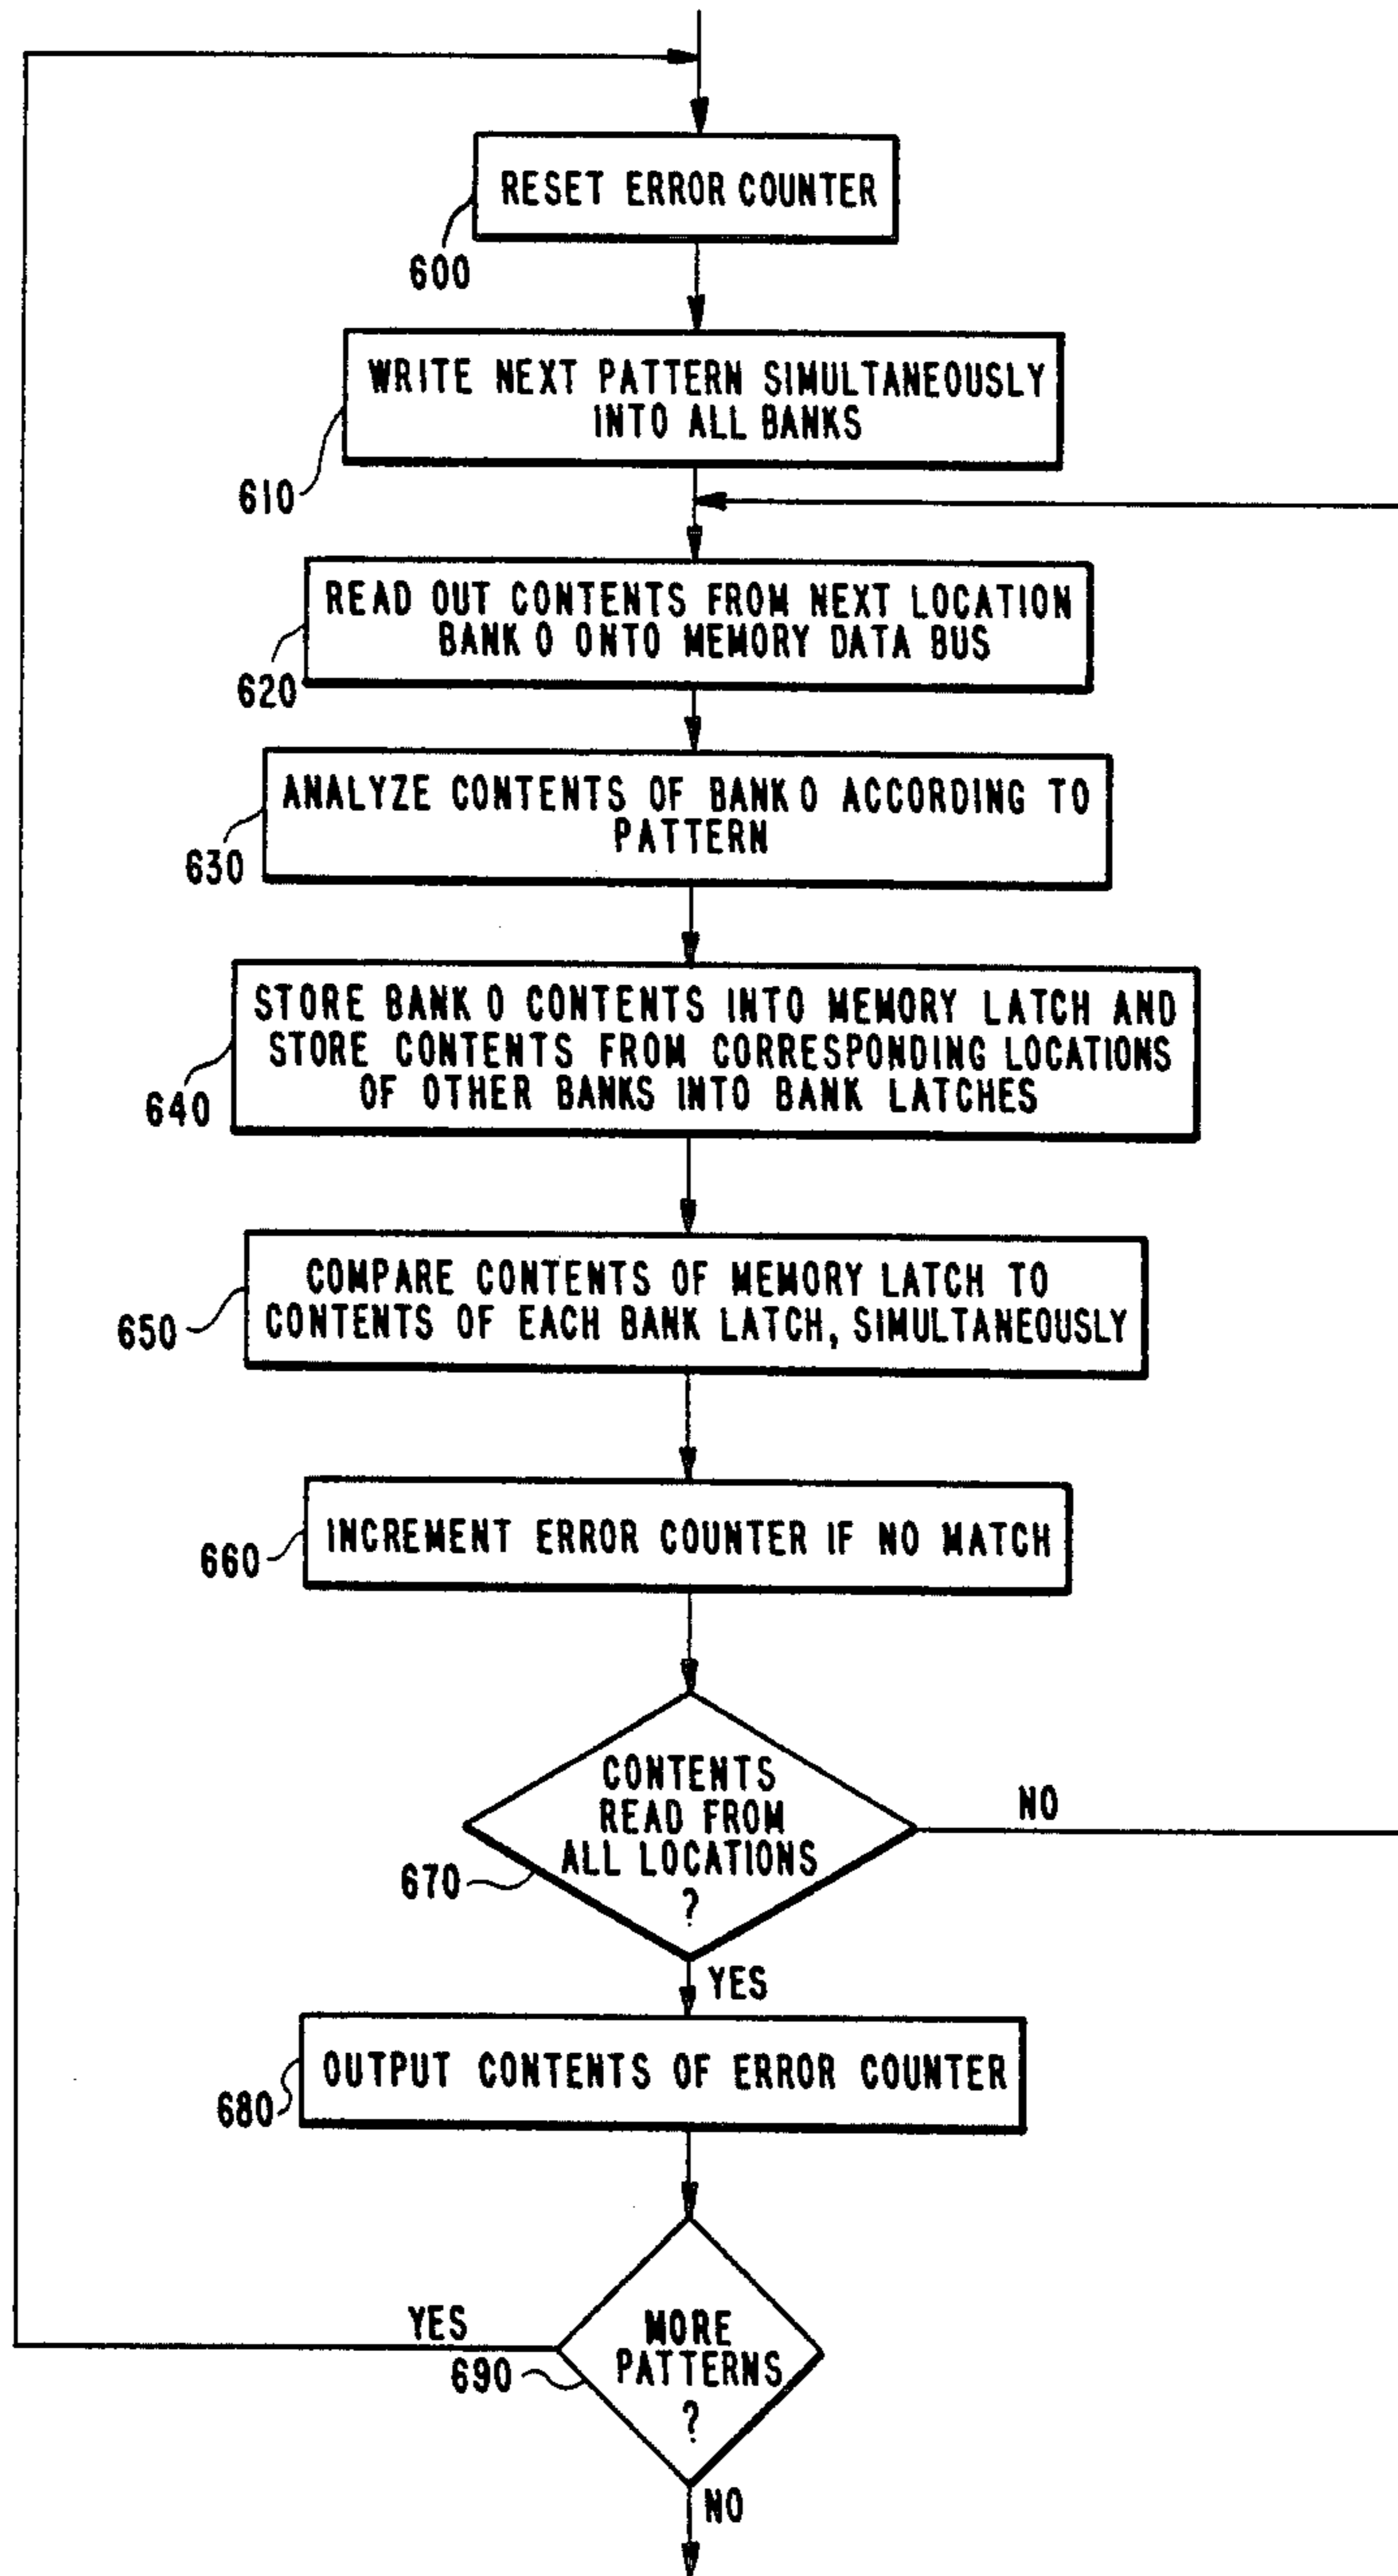 RESET ERROR COUNTER
600
WRITE NEXT PATTERN SIMULTANEOUSLY
INTO ALL BANKS
610
READ OUT CONTENTS FROM NEXT LOCATION
BANK 0 ONTO MEMORY DATA BUS
620
ANALYZE CONTENTS OF BANK 0 ACCORDING TO
PATTERN
630
STORE BANK 0 CONTENTS INTO MEMORY LATCH AND
STORE CONTENTS FROM CORRESPONDING LOCATIONS
OF OTHER BANKS INTO BANK LATCHES
640
COMPARE CONTENTS OF MEMORY LATCH TO
CONTENTS OF EACH BANK LATCH, SIMULTANEOUSLY
650
INCREMENT ERROR COUNTER IF NO MATCH
660
CONTENTS
READ FROM
ALL LOCATIONS
?
NO
670
YES
OUTPUT CONTENTS OF ERROR COUNTER
680
YES
MORE
PATTERNS
?
690
NO